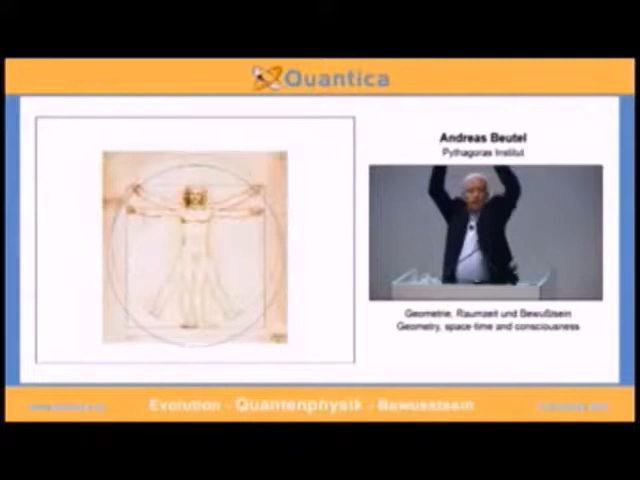 Quantica
Andreas Beutel
Pythagoras Institut
Geometrie, Raumzeit und Bewußtsein
Geometry, space-time and consciousness
Evolution - Quantenphysik - Bewusstsein